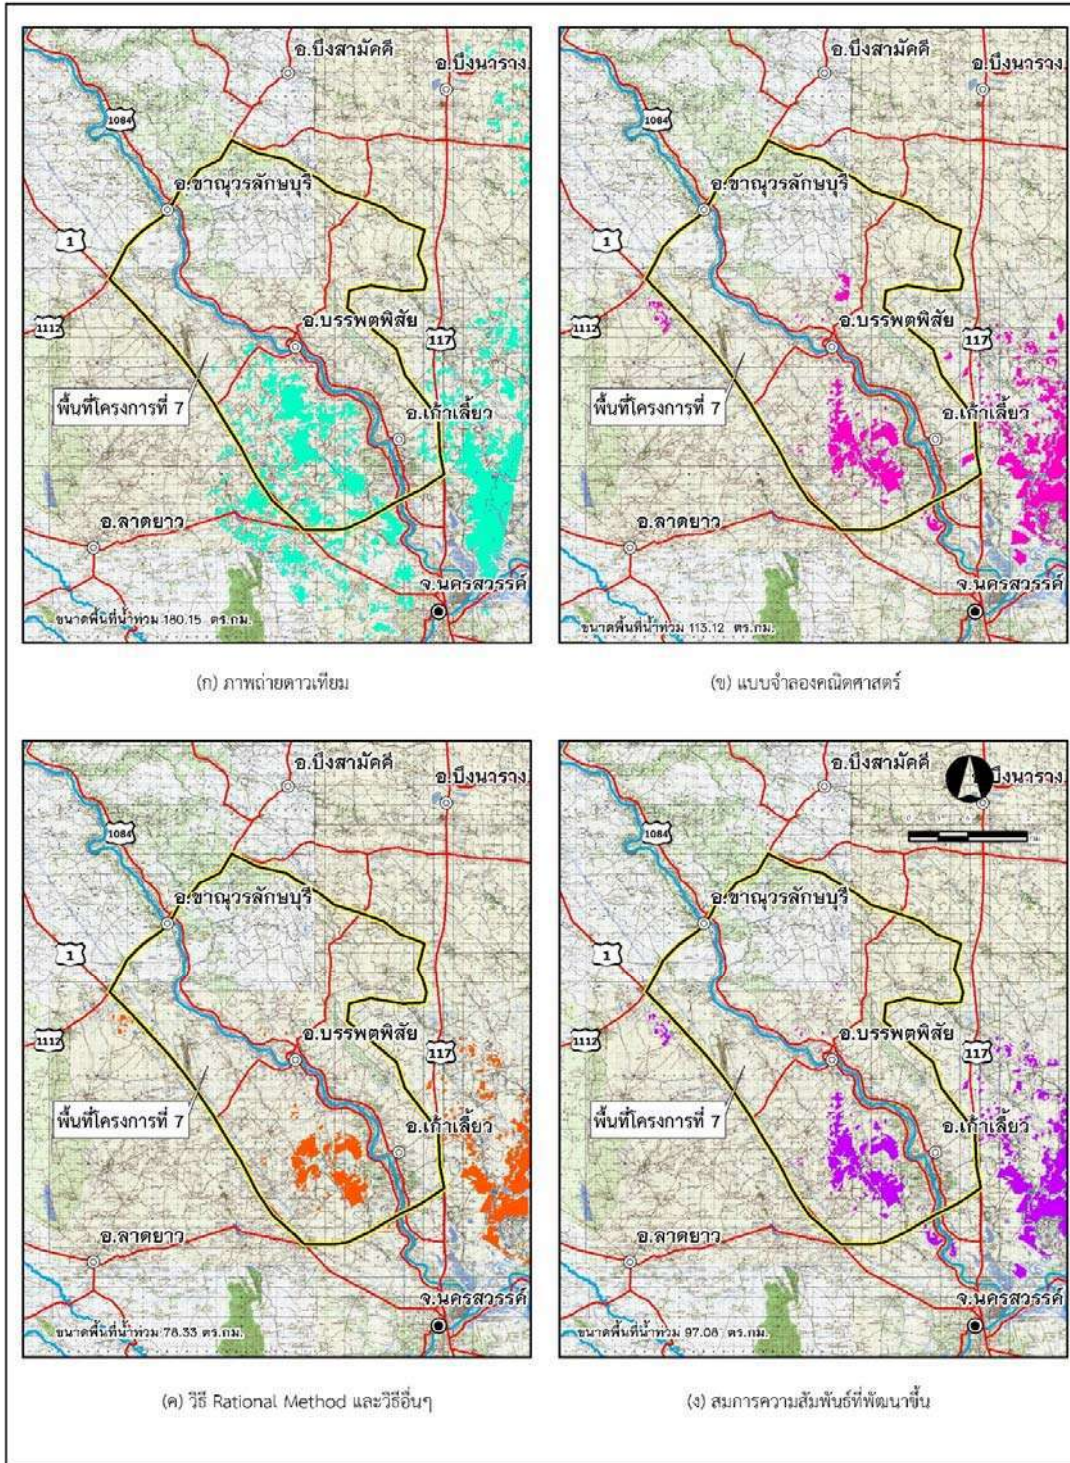 อ.บึงสามัคคี
อ.บึงนาราง
1084
อ.ขาณุวรลักษบุรี
1
1112
อ.บรรพตพิสัย
117
พื้นที่โครงการที่ 7
อ.เก้าเลี้ยว
อ.ลาดยาว
จ.นครสวรรค์
ขนาดพื้นที่น้ำท่วม 180.15 ตร.กม.
(ก) ภาพถ่ายดาวเทียม
อ.บึงสามัคคี
อ.บึงนาราง
1084
อ.ขาณุวรลักษบุรี
1
1112
อ.บรรพตพิสัย
117
พื้นที่โครงการที่ 7
อ.เก้าเลี้ยว
อ.ลาดยาว
จ.นครสวรรค์
ขนาดพื้นที่น้ำท่วม 113.12 ตร.กม.
(ข) แบบจำลองคณิตศาสตร์
อ.บึงสามัคคี
อ.บึงนาราง
1084
อ.ขาณุวรลักษบุรี
1
1112
อ.บรรพตพิสัย
117
พื้นที่โครงการที่ 7
อ.เก้าเลี้ยว
อ.ลาดยาว
จ.นครสวรรค์
ขนาดพื้นที่น้ำท่วม 78.33 ตร.กม.
(ค) วิธี Rational Method และวิธีอื่นๆ
อ.บึงสามัคคี
บึงนาราง
1084
อ.ขาณุวรลักษบุรี
1
1112
อ.บรรพตพิสัย
117
พื้นที่โครงการที่ 7
อ.เก้าเลี้ยว
อ.ลาดยาว
จ.นครสวรรค์
ขนาดพื้นที่น้ำท่วม 97.08 ตร.กม.
(ง) สมการความสัมพันธ์ที่พัฒนาขึ้น